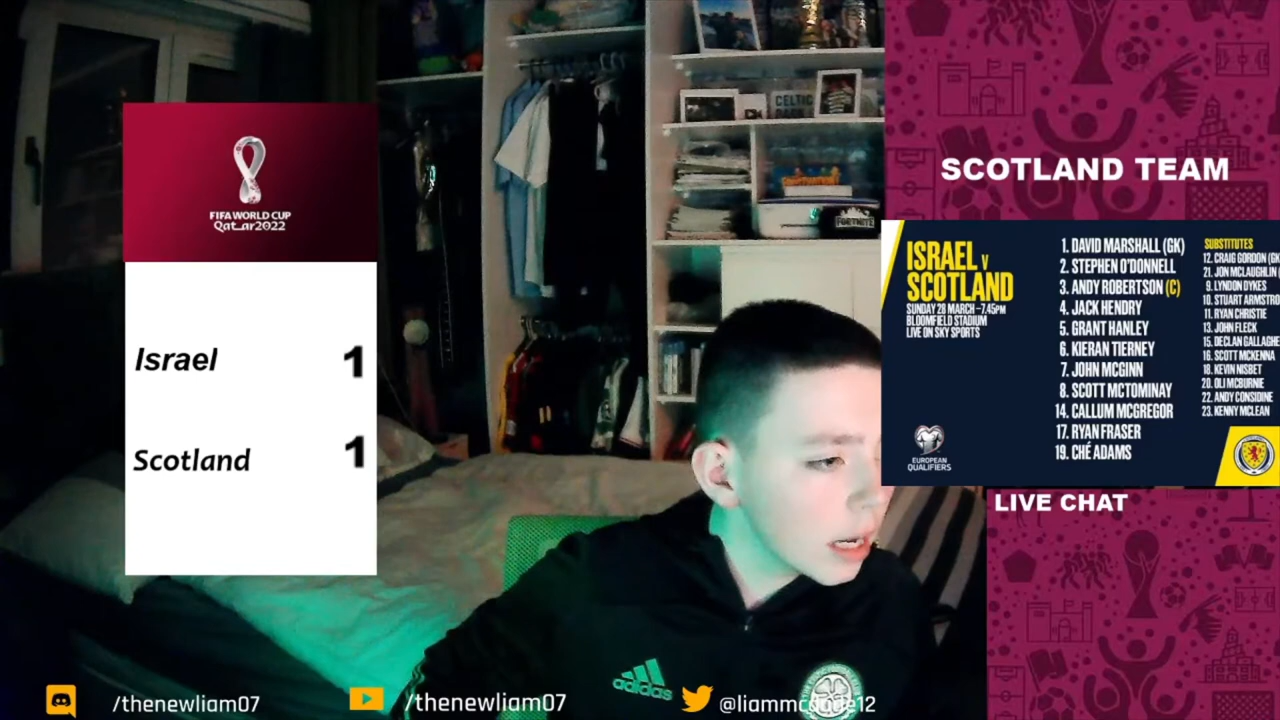 FIFA WORLD CUP
Qatar2022
Israel 1
Scotland 1
CELTIC
FORTNITE
SCOTLAND TEAM
ISRAEL V
SCOTLAND
SUNDAY 28 MARCH - 7.45PM
BLOOMFIELD STADIUM
LIVE ON SKY SPORTS
EUROPEAN
QUALIFIERS
1. DAVID MARSHALL (GK)
2. STEPHEN O'DONNELL
3. ANDY ROBERTSON (C)
4. JACK HENDRY
5. GRANT HANLEY
6. KIERAN TIERNEY
7. JOHN MCGINN
8. SCOTT MCTOMINAY
14. CALLUM MCGREGOR
17. RYAN FRASER
19. CHÉ ADAMS
SUBSTITUTES
12. CRAIG GORDON (GK
21. JON MCLAUGHLIN
9. LYNDON DYKES
10. STUART ARMSTRO
11. RYAN CHRISTIE
13. JOHN FLECK
15. DECLAN GALLAGHE
16. SCOTT MCKENNA
18. KEVIN NISBET
20. OLI MCBURNIE
22. ANDY CONSIDINE
23. KENNY MCLEAN
LIVE CHAT
adidas
/thenewliam07
/thenewliam07